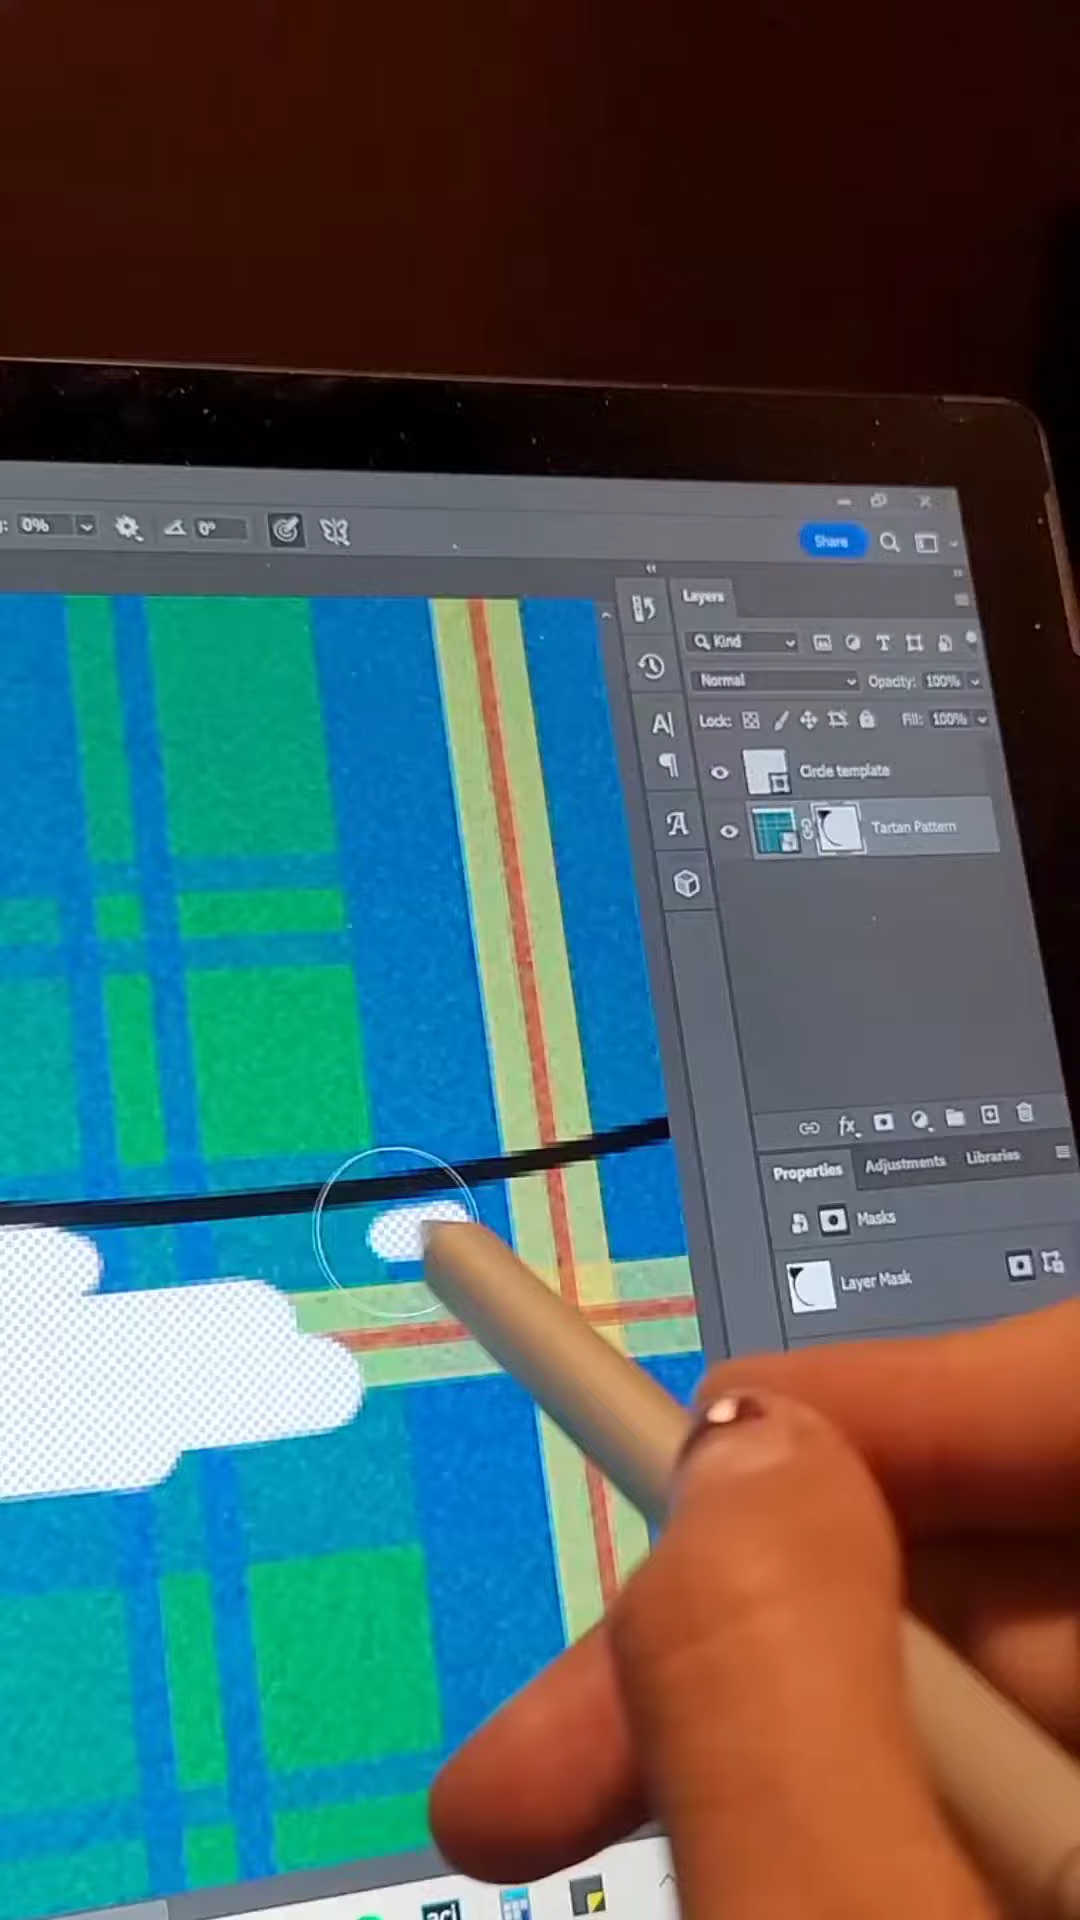 0%
0°
Share
Layers
Kind
T
Normal
Opacity: 100%
Lock:
Fill: 100%
A
¶
A
Circle template
Tartan Pattern
fx
Properties
Adjustments
Libraries
Masks
Layer Mask